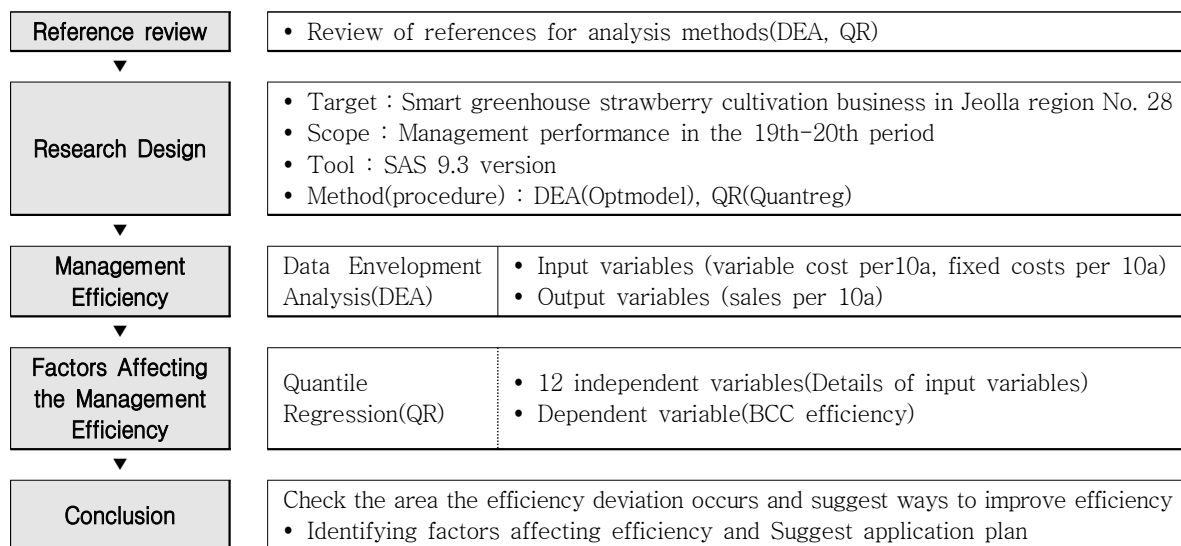 Reference review
• Review of references for analysis methods(DEA, QR)
▼
Research Design
• Target : Smart greenhouse strawberry cultivation business in Jeolla region No. 28
• Scope : Management performance in the 19th-20th period
• Tool : SAS 9.3 version
• Method(procedure) : DEA(Optmodel), QR(Quantreg)
▼
Management
Efficiency
Data Envelopment
Analysis(DEA)
• Input variables (variable cost per10a, fixed costs per 10a)
• Output variables (sales per 10a)
▼
Factors Affecting
the Management
Efficiency
Quantile
Regression(QR)
• 12 independent variables(Details of input variables)
• Dependent variable(BCC efficiency)
▼
Conclusion
Check the area the efficiency deviation occurs and suggest ways to improve efficiency
• Identifying factors affecting efficiency and Suggest application plan